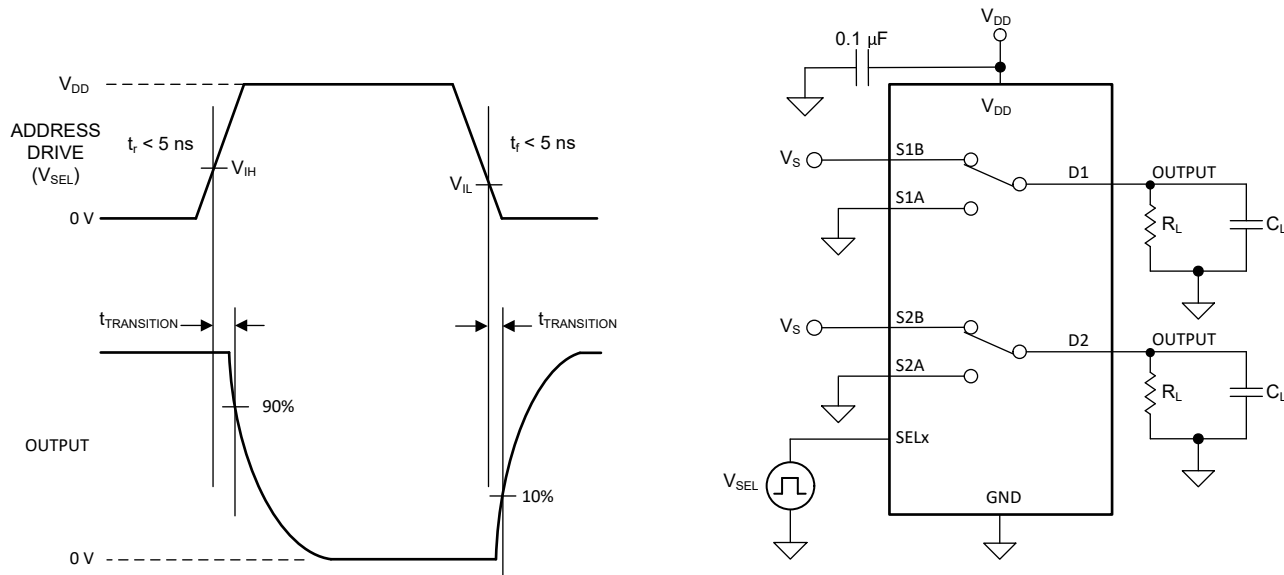 V_DD
ADDRESS
DRIVE
(V_SEL)
t_r < 5 ns
t_f < 5 ns
V_IH
V_IL
0 V
t_TRANSITION
t_TRANSITION
90%
OUTPUT
10%
0 V
V_DD
0.1 µF
V_DD
V_S
S1B
D1
OUTPUT
S1A
R_L
C_L
V_S
S2B
D2
OUTPUT
S2A
R_L
C_L
SELx
V_SEL
GND